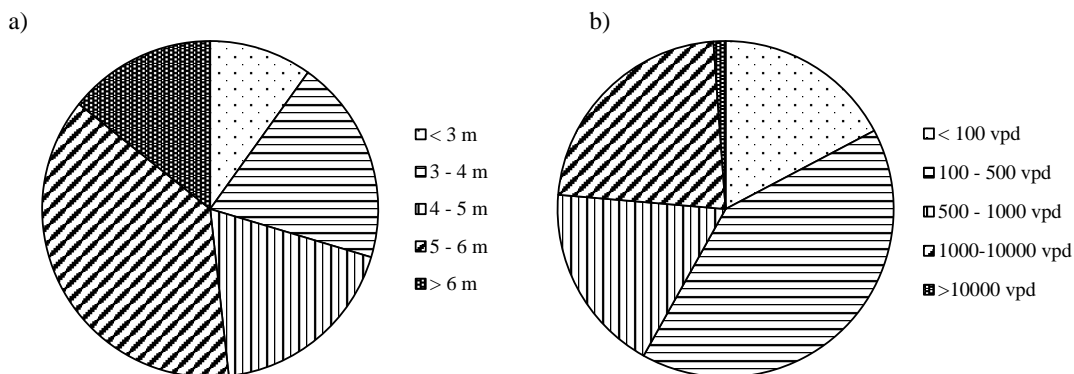 a)
< 3 m
3 - 4 m
4 - 5 m
5 - 6 m
> 6 m
b)
< 100 vpd
100 - 500 vpd
500 - 1000 vpd
1000-10000 vpd
>10000 vpd